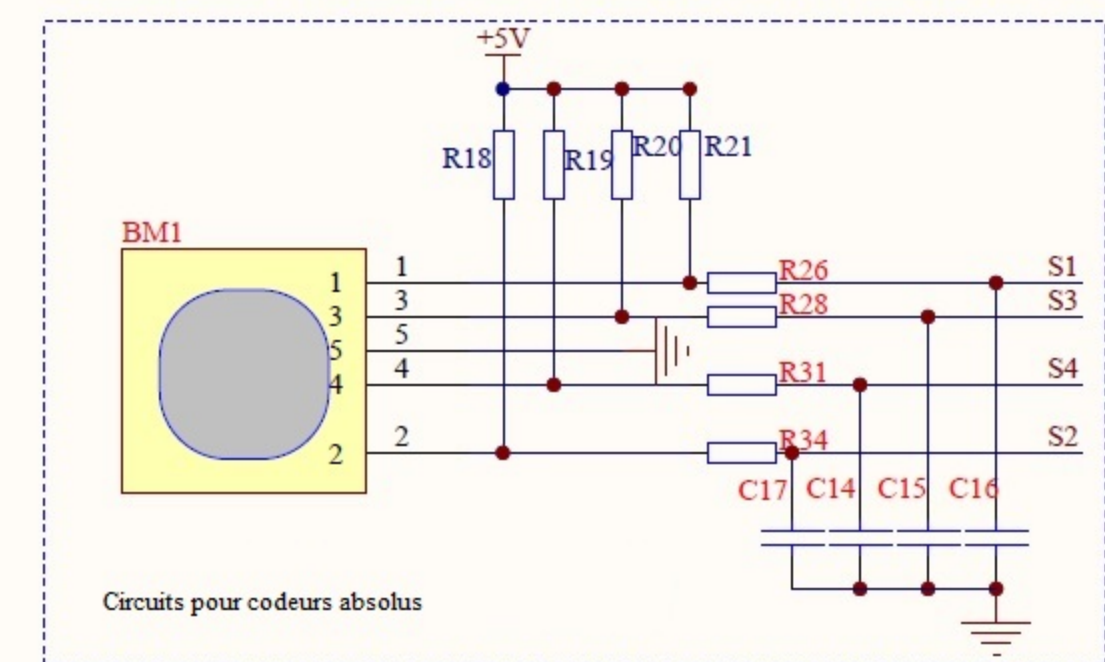 +5V
R18 R19 R20 R21
BM1
1 1 R26 S1
3 3 R28 S3
5 5
4 4 R31 S4
2 2 R34 S2
C17 C14 C15 C16
Circuits pour codeurs absolus